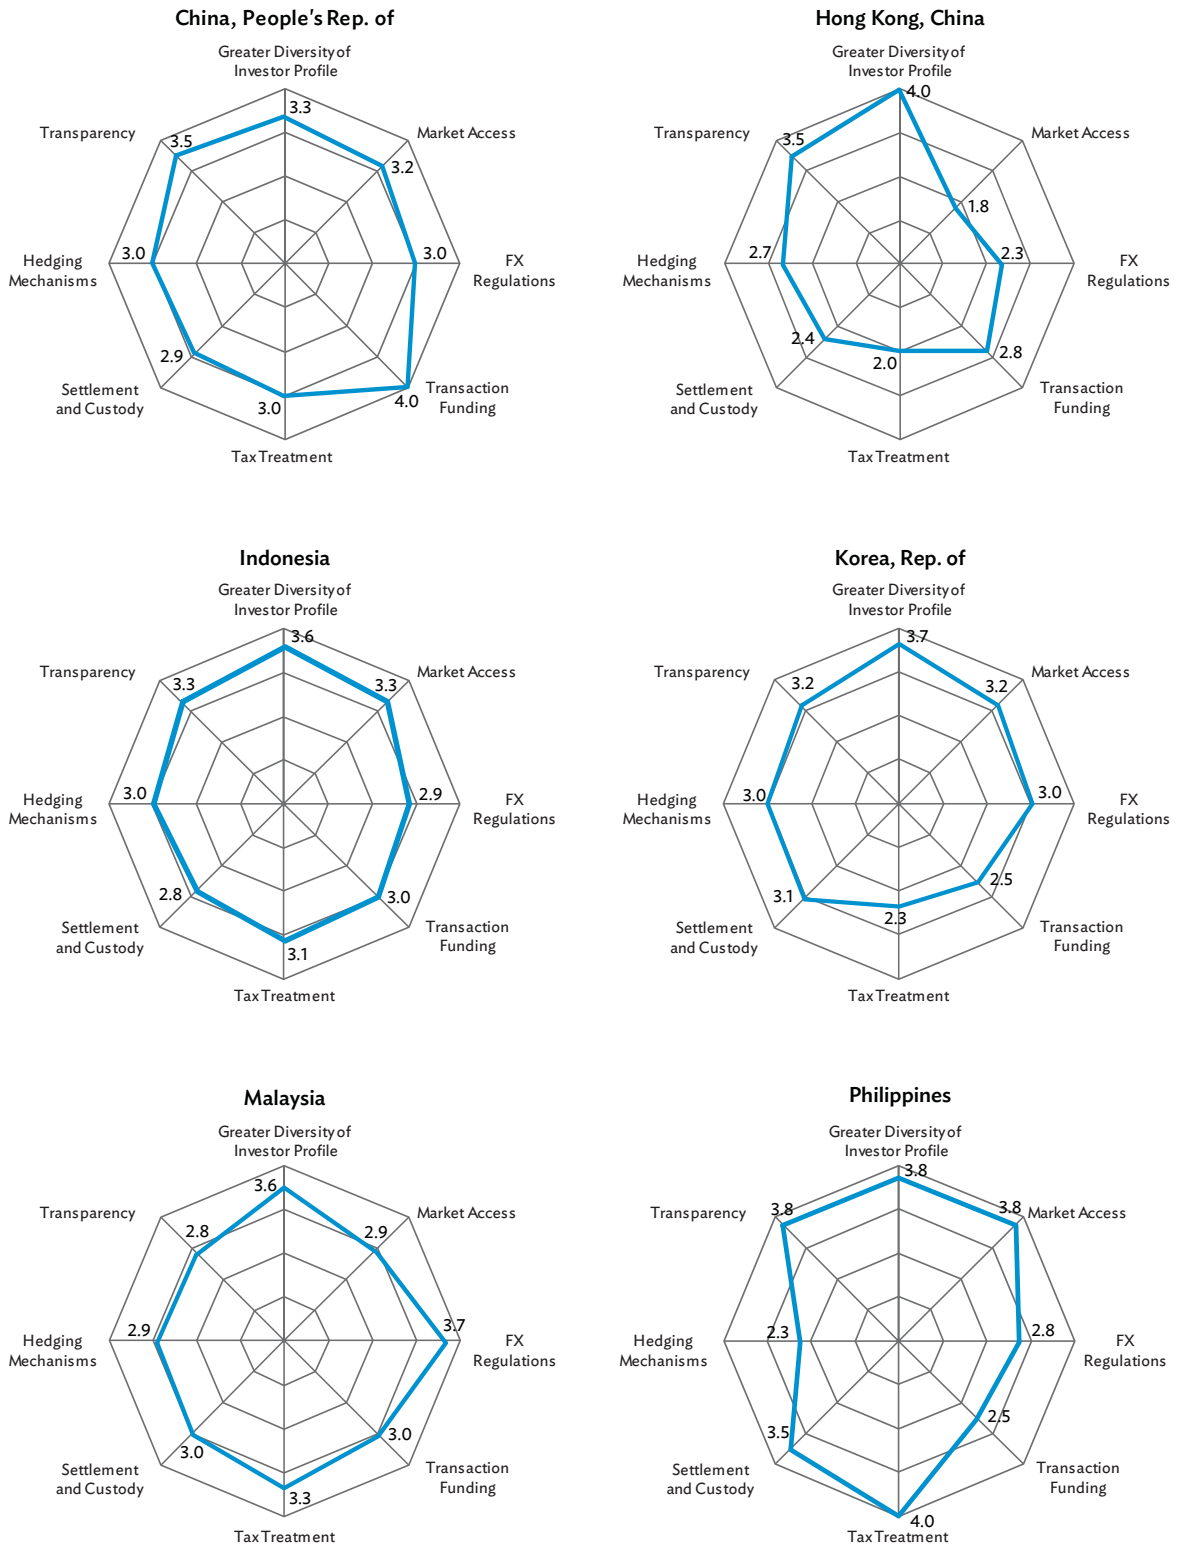 China, People's Rep. of
Greater Diversity of
Investor Profile
3.3
Transparency
3.5
Market Access
3.2
Hedging
Mechanisms
3.0
3.0
FX
Regulations
2.9
Settlement
and Custody
3.0
4.0
Transaction
Funding
Tax Treatment
Hong Kong, China
Greater Diversity of
Investor Profile
4.0
Transparency
3.5
Market Access
1.8
Hedging
Mechanisms
2.7
2.3
FX
Regulations
2.4
Settlement
and Custody
2.0
2.8
Transaction
Funding
Tax Treatment
Indonesia
Greater Diversity of
Investor Profile
3.6
Transparency
3.3
3.3
Market Access
Hedging
Mechanisms
3.0
2.9
FX
Regulations
2.8
Settlement
and Custody
3.1
3.0
Transaction
Funding
Tax Treatment
Korea, Rep. of
Greater Diversity of
Investor Profile
3.7
Transparency
3.2
3.2
Market Access
Hedging
Mechanisms
3.0
3.0
FX
Regulations
3.1
Settlement
and Custody
2.3
2.5
Transaction
Funding
Tax Treatment
Malaysia
Greater Diversity of
Investor Profile
3.6
Transparency
2.8
2.9
Market Access
Hedging
Mechanisms
2.9
3.7
FX
Regulations
3.0
Settlement
and Custody
3.3
3.0
Transaction
Funding
Tax Treatment
Philippines
Greater Diversity of
Investor Profile
3.8
Transparency
3.8
3.8
Market Access
Hedging
Mechanisms
2.3
2.8
FX
Regulations
3.5
Settlement
and Custody
4.0
2.5
Transaction
Funding
Tax Treatment